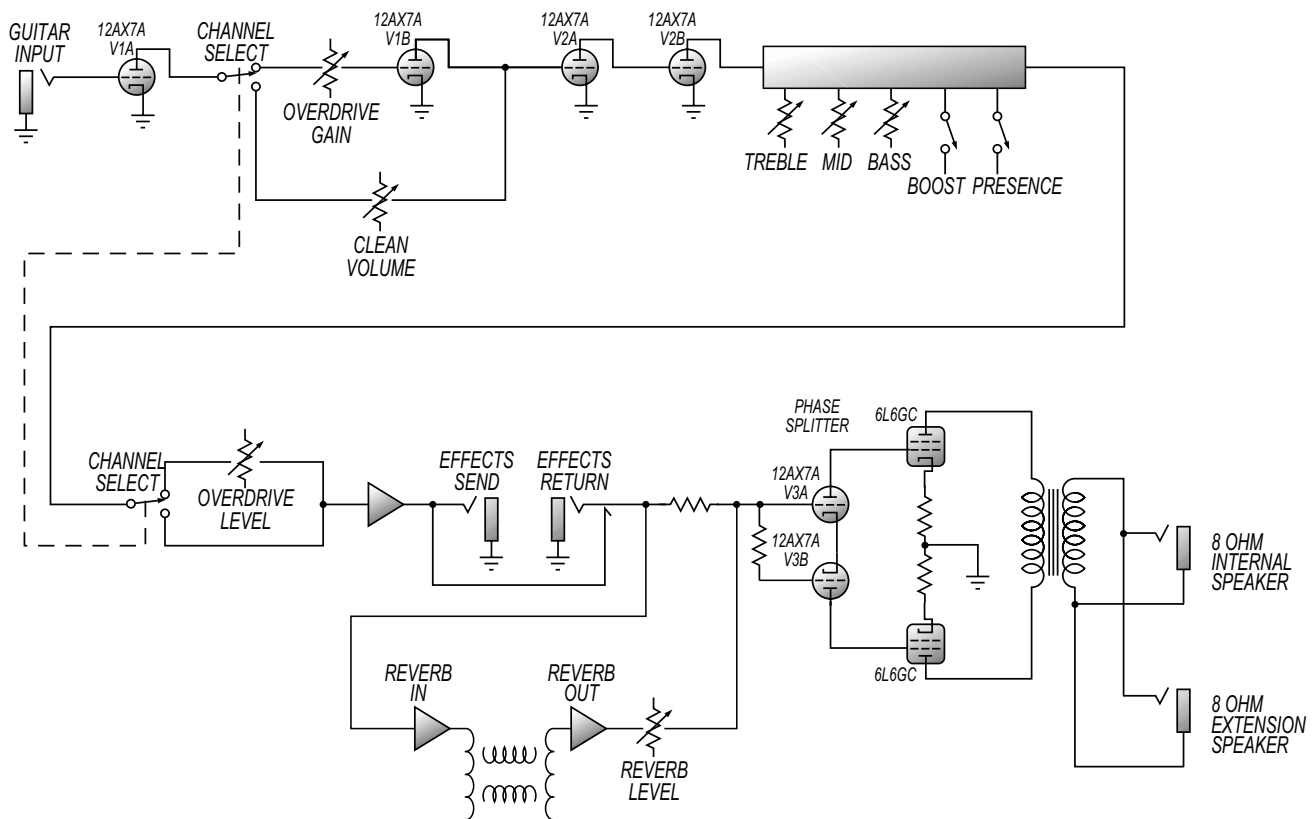 GUITAR
INPUT
12AX7A
V1A
CHANNEL
SELECT
12AX7A
V1B
12AX7A
V2A
12AX7A
V2B
OVERDRIVE
GAIN
TREBLE
MID
BASS
BOOST
PRESENCE
CLEAN
VOLUME
CHANNEL
SELECT
OVERDRIVE
LEVEL
EFFECTS
SEND
EFFECTS
RETURN
PHASE
SPLITTER
12AX7A
V3A
12AX7A
V3B
6L6GC
6L6GC
8 OHM
INTERNAL
SPEAKER
REVERB
IN
REVERB
OUT
REVERB
LEVEL
8 OHM
EXTENSION
SPEAKER